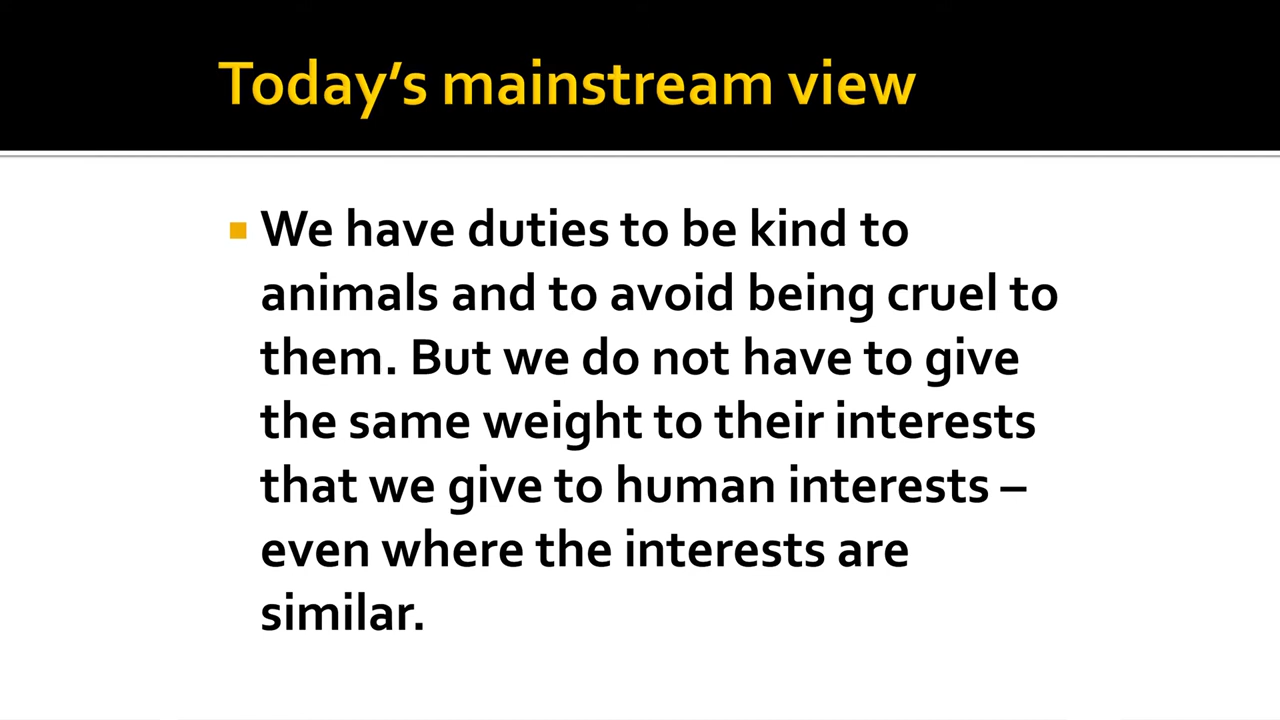 Today’s mainstream view
We have duties to be kind to
animals and to avoid being cruel to
them. But we do not have to give
the same weight to their interests
that we give to human interests –
even where the interests are
similar.